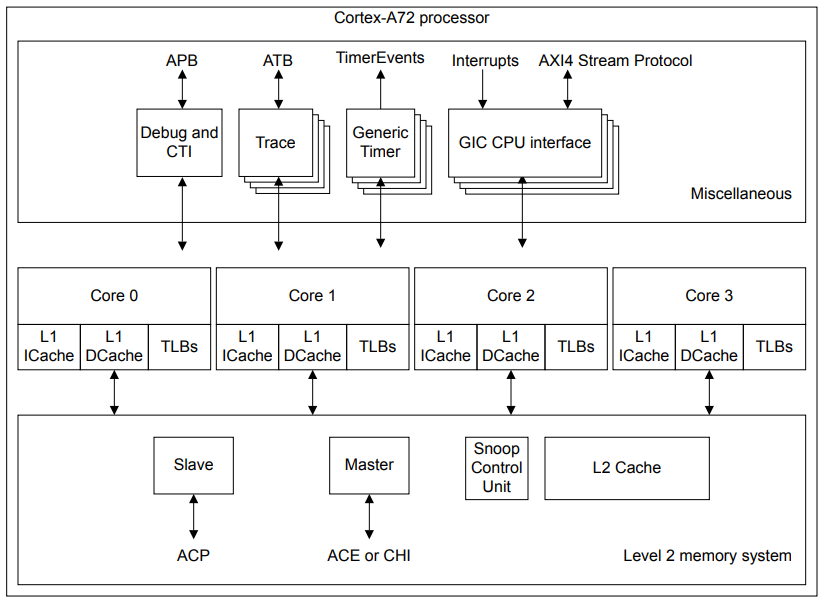 Cortex-A72 processor
APB
ATB
TimerEvents
Interrupts
AXI4 Stream Protocol
Debug and
CTI
Trace
Generic
Timer
GIC CPU interface
Miscellaneous
Core 0
Core 1
Core 2
Core 3
L1
ICache
L1
DCache
TLBs
L1
ICache
L1
DCache
TLBs
L1
ICache
L1
DCache
TLBs
L1
ICache
L1
DCache
TLBs
Slave
Master
Snoop
Control
Unit
L2 Cache
ACP
ACE or CHI
Level 2 memory system